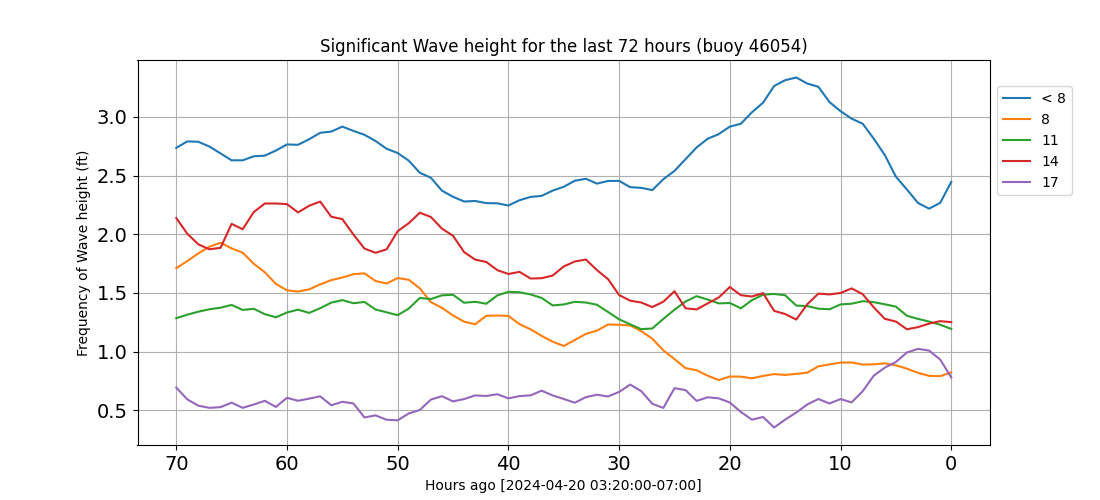 Significant Wave height for the last 72 hours (buoy 46054)
Frequency of Wave height (ft)
3.0
2.5
2.0
1.5
1.0
0.5
70 60 50 40 30 20 10 0
Hours ago [2024-04-20 03:20:00-07:00]
< 8
8
11
14
17